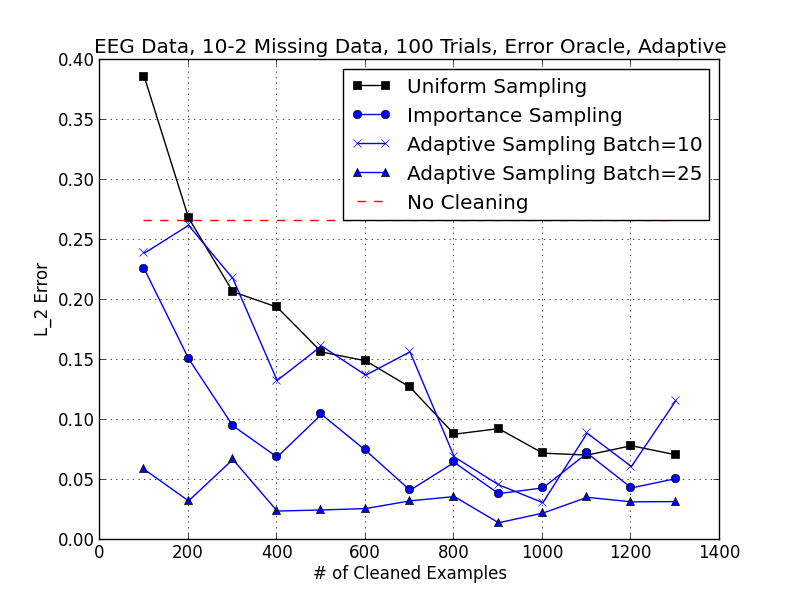 EEG Data, 10-2 Missing Data, 100 Trials, Error Oracle, Adaptive
0.40
0.35
0.30
0.25
0.20
0.15
0.10
0.05
0.00
L_2 Error
Uniform Sampling
Importance Sampling
Adaptive Sampling Batch=10
Adaptive Sampling Batch=25
No Cleaning
0 200 400 600 800 1000 1200 1400
# of Cleaned Examples